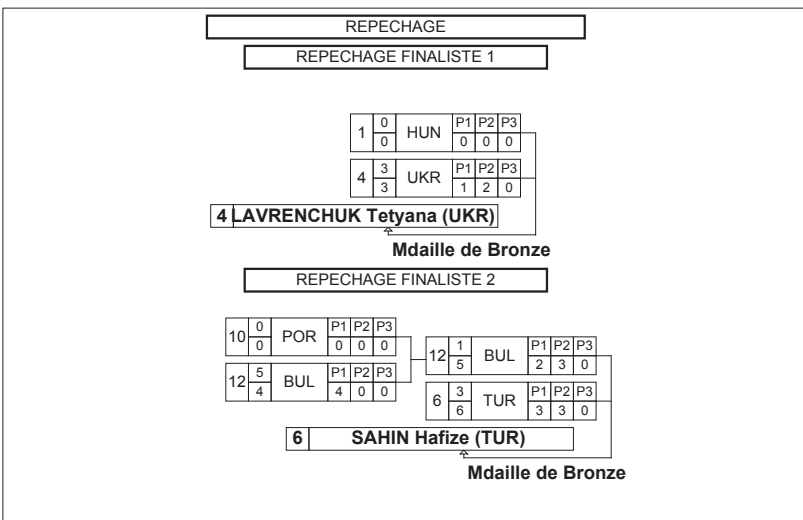 REPECHAGE
REPECHAGE FINALISTE 1
1 0 0 HUN P1 P2 P3 0 0 0
4 3 3 UKR P1 P2 P3 1 2 0
4 LAVRENCHUK Tetyana (UKR)
Mdaille de Bronze
REPECHAGE FINALISTE 2
10 0 0 POR P1 P2 P3 0 0 0
12 5 4 BUL P1 P2 P3 4 0 0
12 1 5 BUL P1 P2 P3 2 3 0
6 3 6 TUR P1 P2 P3 3 3 0
6 SAHIN Hafize (TUR)
Mdaille de Bronze